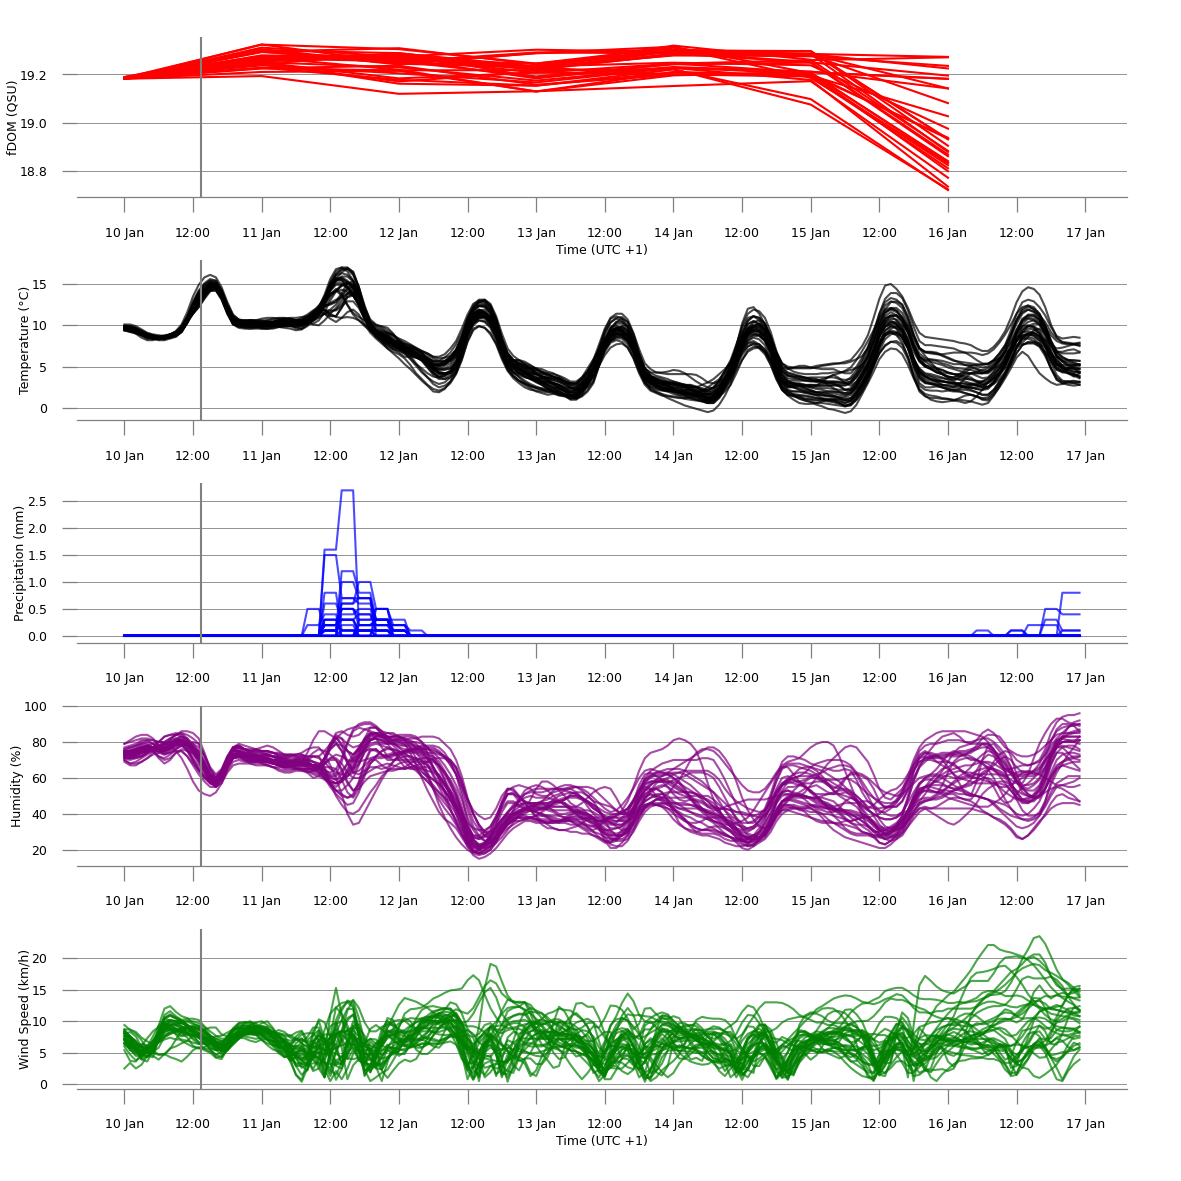 fDOM (QSU)
19.2
19.0
18.8
10 Jan 12:00 11 Jan 12:00 12 Jan 12:00 13 Jan 12:00 14 Jan 12:00 15 Jan 12:00 16 Jan 12:00 17 Jan
Time (UTC +1)
Temperature (°C)
15
10
5
0
10 Jan 12:00 11 Jan 12:00 12 Jan 12:00 13 Jan 12:00 14 Jan 12:00 15 Jan 12:00 16 Jan 12:00 17 Jan
Precipitation (mm)
2.5
2.0
1.5
1.0
0.5
0.0
10 Jan 12:00 11 Jan 12:00 12 Jan 12:00 13 Jan 12:00 14 Jan 12:00 15 Jan 12:00 16 Jan 12:00 17 Jan
Humidity (%)
100
80
60
40
20
10 Jan 12:00 11 Jan 12:00 12 Jan 12:00 13 Jan 12:00 14 Jan 12:00 15 Jan 12:00 16 Jan 12:00 17 Jan
Wind Speed (km/h)
20
15
10
5
0
10 Jan 12:00 11 Jan 12:00 12 Jan 12:00 13 Jan 12:00 14 Jan 12:00 15 Jan 12:00 16 Jan 12:00 17 Jan
Time (UTC +1)